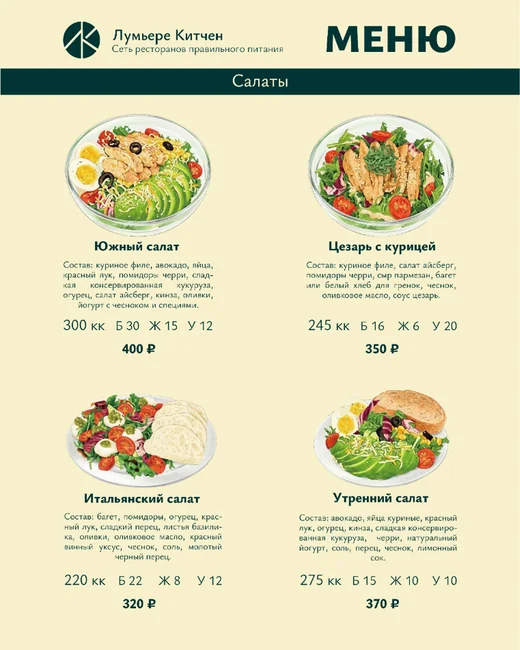 Лумьере Китчен
Сеть ресторанов правильного питания
МЕНЮ
Салаты
Южный салат
Состав: куриное филе, авокадо, яйца,
красный лук, помидоры черри, слад-
кая консервированная кукуруза,
огурец, салат айсберг, кинза, оливки,
йогурт с чесноком и специями.
300 кк Б 30 Ж 15 У 12
400 ₽
Цезарь с курицей
Состав: куриное филе, салат айсберг,
помидоры черри, сыр пармезан, багет
или белый хлеб для гренок, чеснок,
оливковое масло, соус цезарь.
245 кк Б 16 Ж 6 У 20
350 ₽
Итальянский салат
Состав: багет, помидоры, огурец, крас-
ный лук, сладкий перец, листья базили-
ка, оливки, оливковое масло, красный
винный уксус, чеснок, соль, молотый
черный перец.
220 кк Б 22 Ж 8 У 12
320 ₽
Утренний салат
Состав: авокадо, яйца куриные, красный
лук, огурец, кинза, сладкая консервиро-
ванная кукуруза, черри, натуральный
йогурт, соль, перец, чеснок, лимонный
сок.
275 кк Б 15 Ж 10 У 10
370 ₽